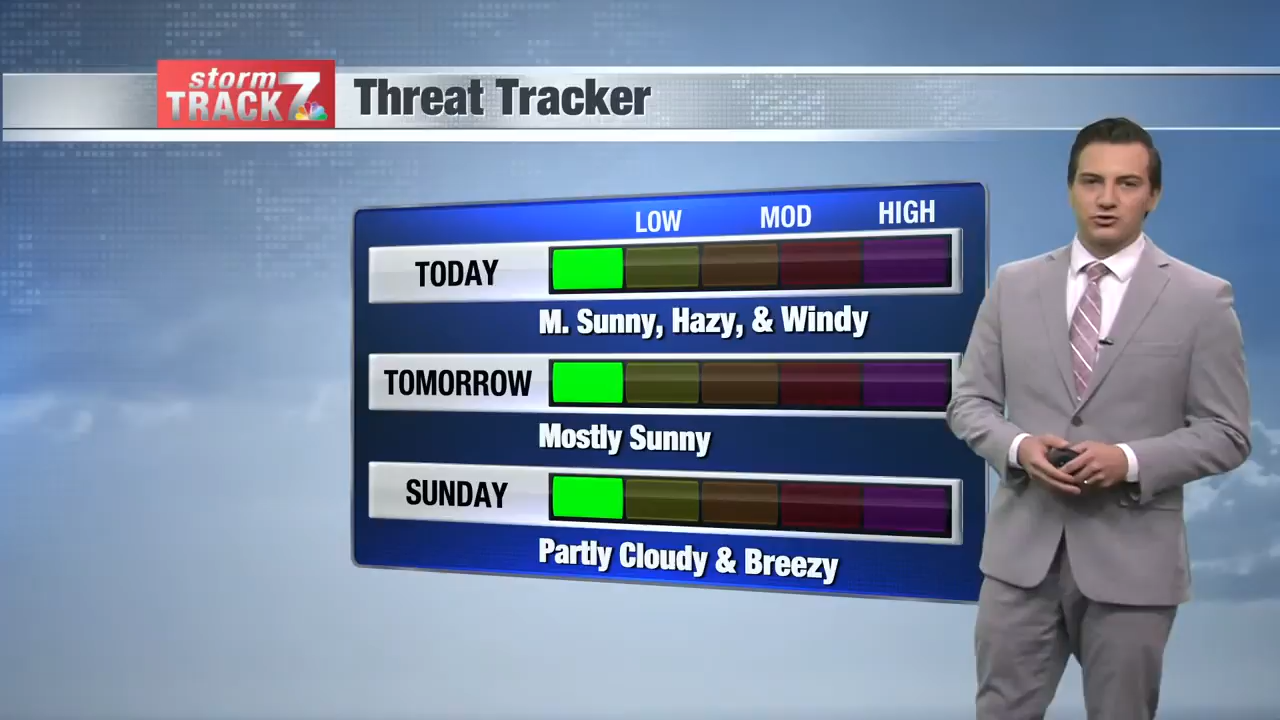 storm
TRACK 7
Threat Tracker
LOW MOD HIGH
TODAY
M. Sunny, Hazy, & Windy
TOMORROW
Mostly Sunny
SUNDAY
Partly Cloudy & Breezy